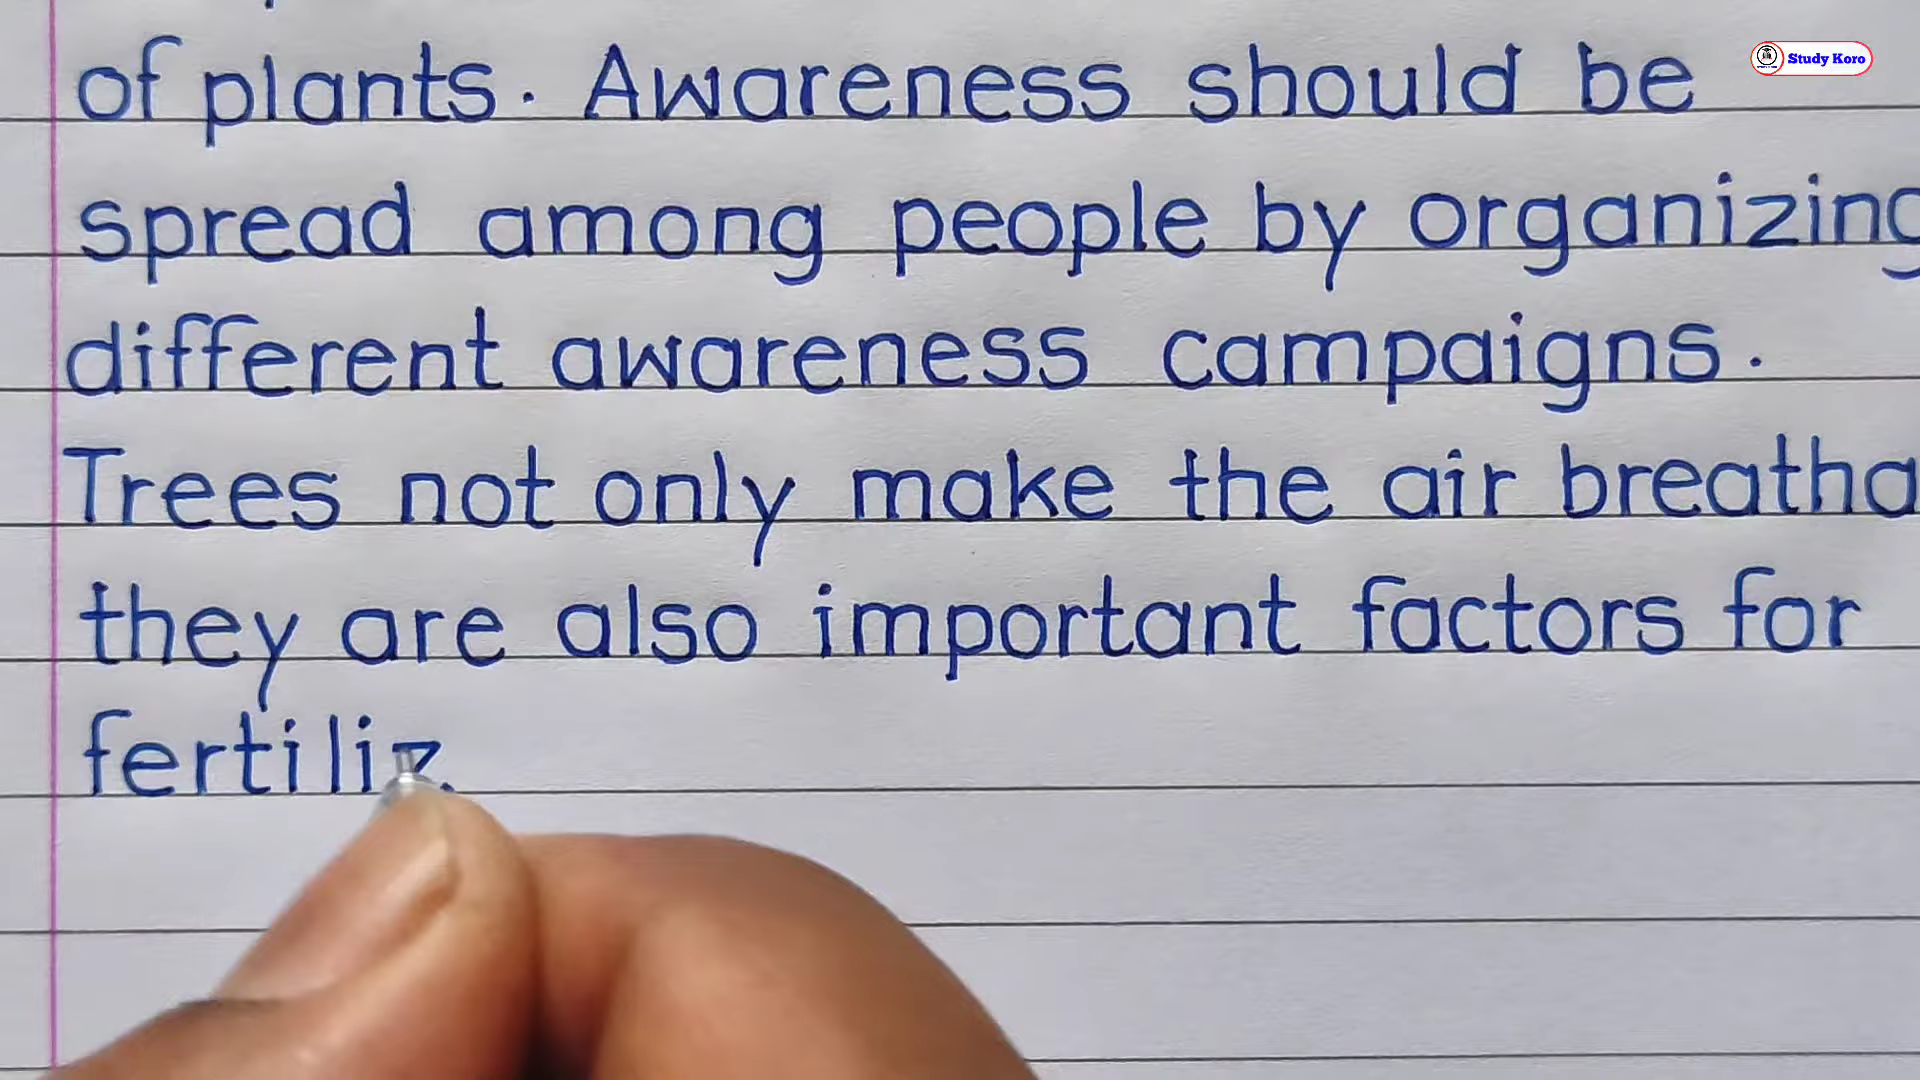 of plants. Awareness should be
Study Koro
spread among people by organizing
different awareness campaigns.
Trees not only make the air breatha
they are also important factors for
fertiliz